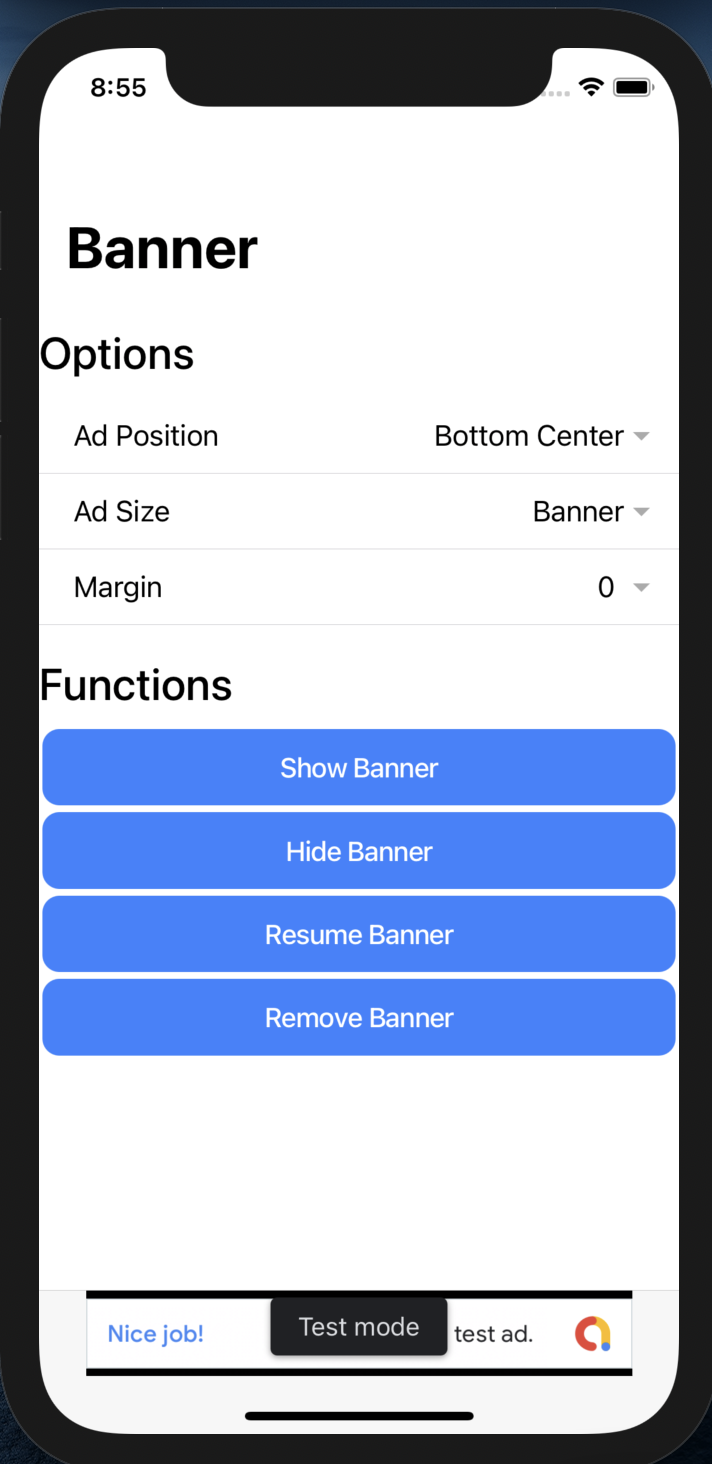 8:55
Banner
Options
Ad Position Bottom Center
Ad Size Banner
Margin 0
Functions
Show Banner
Hide Banner
Resume Banner
Remove Banner
Nice job! Test mode test ad.